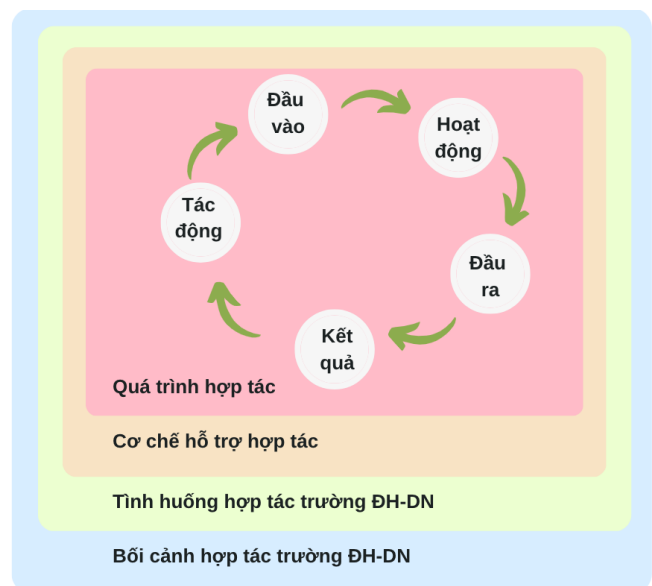 Đầu
vào
Hoạt
động
Tác
động
Đầu
ra
Kết
quả
Quá trình hợp tác
Cơ chế hỗ trợ hợp tác
Tình huống hợp tác trường ĐH-DN
Bối cảnh hợp tác trường ĐH-DN